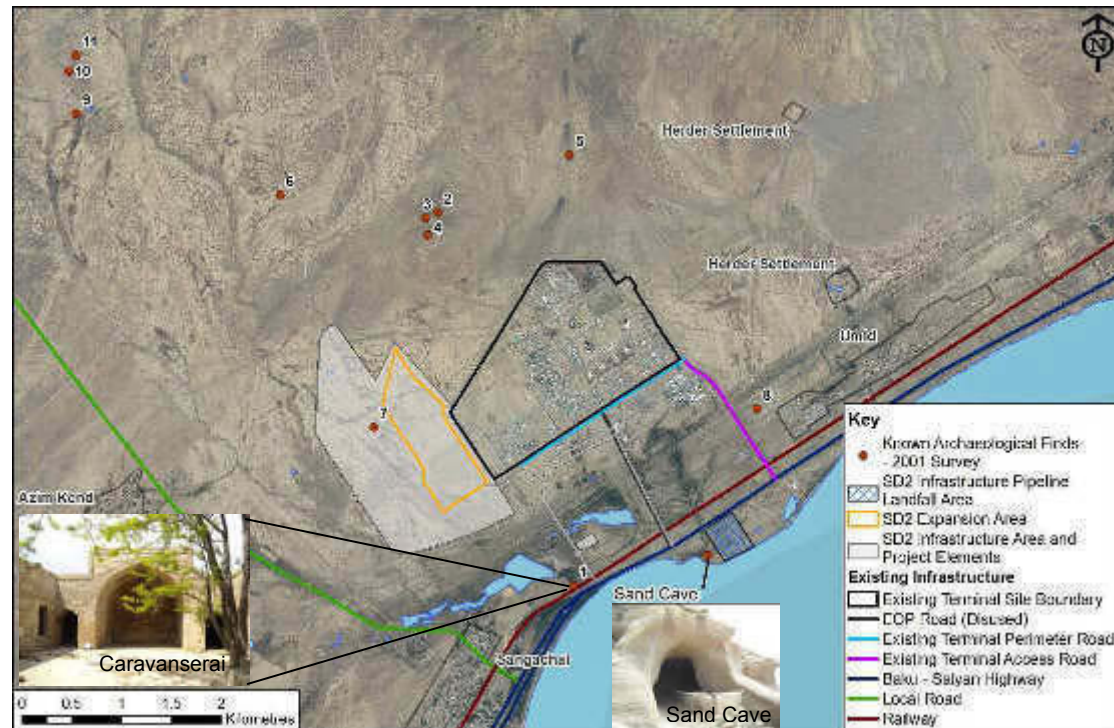 11
10
9
5
Herder Settlement
6
2
3
4
Herder Settlement
Umid
8
7
Azim Kend
1
Sand Cave
Caravanserai
Sangachal
Sand Cave
0 0.5 1 1.5 2
Kilometres
N
Key
Known Archaeological Finds
- 2001 Survey
SD2 Infrastructure Pipeline
Landfall Area
SD2 Expansion Area
SD2 Infrastructure Area and
Project Elements
Existing Infrastructure
Existing Terminal Site Boundary
EOP Road (Disused)
Existing Terminal Perimeter Road
Existing Terminal Access Road
Baku - Salyan Highway
Local Road
Railway